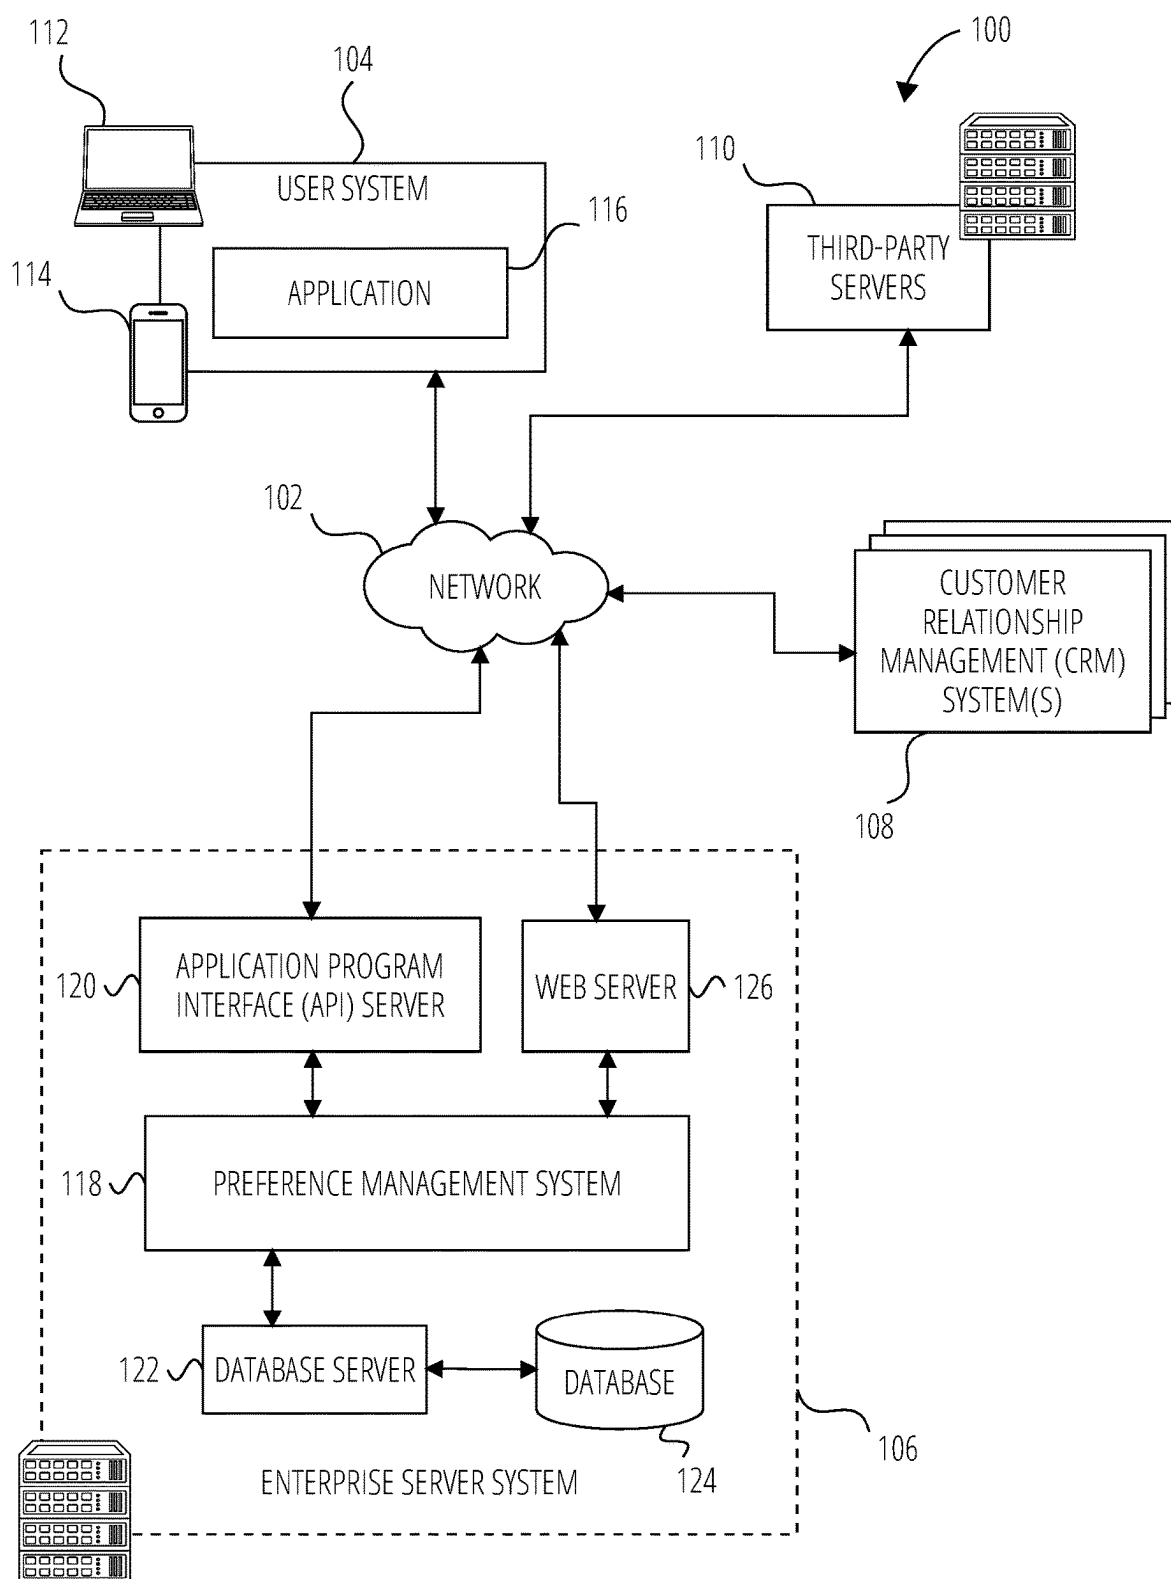 112
104
100
110
USER SYSTEM
116
THIRD-PARTY
SERVERS
114
APPLICATION
102
NETWORK
CUSTOMER
RELATIONSHIP
MANAGEMENT (CRM)
SYSTEM(S)
108
120
APPLICATION PROGRAM
INTERFACE (API) SERVER
WEB SERVER
126
118
PREFERENCE MANAGEMENT SYSTEM
122
DATABASE SERVER
DATABASE
106
124
ENTERPRISE SERVER SYSTEM